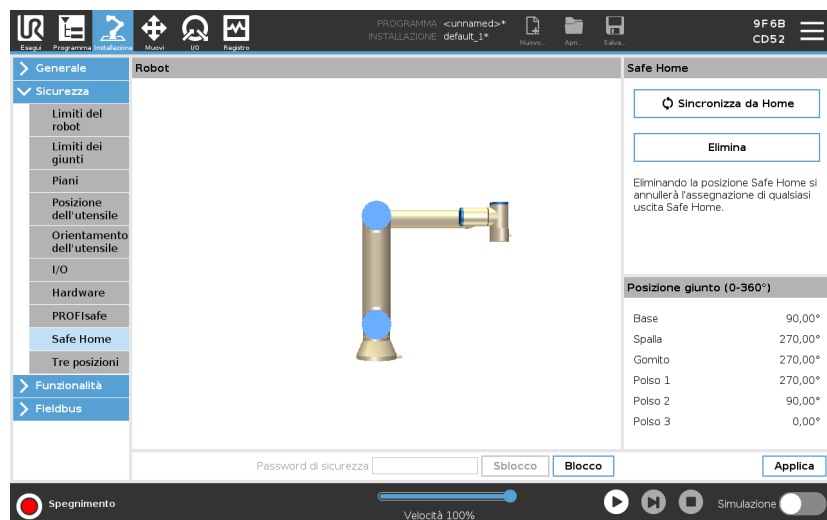 UR
PROGRAMMA <unnamed>*
INSTALLAZIONE default_1*
9F6B
CD52
Esegui Programma Installazione Muovi I/O Registro
Nuovo... Apri... Salva...
Generale
Sicurezza
Limiti del
robot
Limiti dei
giunti
Piani
Posizione
dell'utensile
Orientamento
dell'utensile
I/O
Hardware
PROFIsafe
Safe Home
Tre posizioni
Funzionalità
Fieldbus
Robot
Safe Home
Sincronizza da Home
Elimina
Eliminando la posizione Safe Home si
annullerà l'assegnazione di qualsiasi
uscita Safe Home.
Posizione giunto (0-360°)
Base 90,00°
Spalla 270,00°
Gomito 270,00°
Polso 1 270,00°
Polso 2 90,00°
Polso 3 0,00°
Password di sicurezza Sblocco Blocco Applica
Spegnimento
Velocità 100%
Simulazione